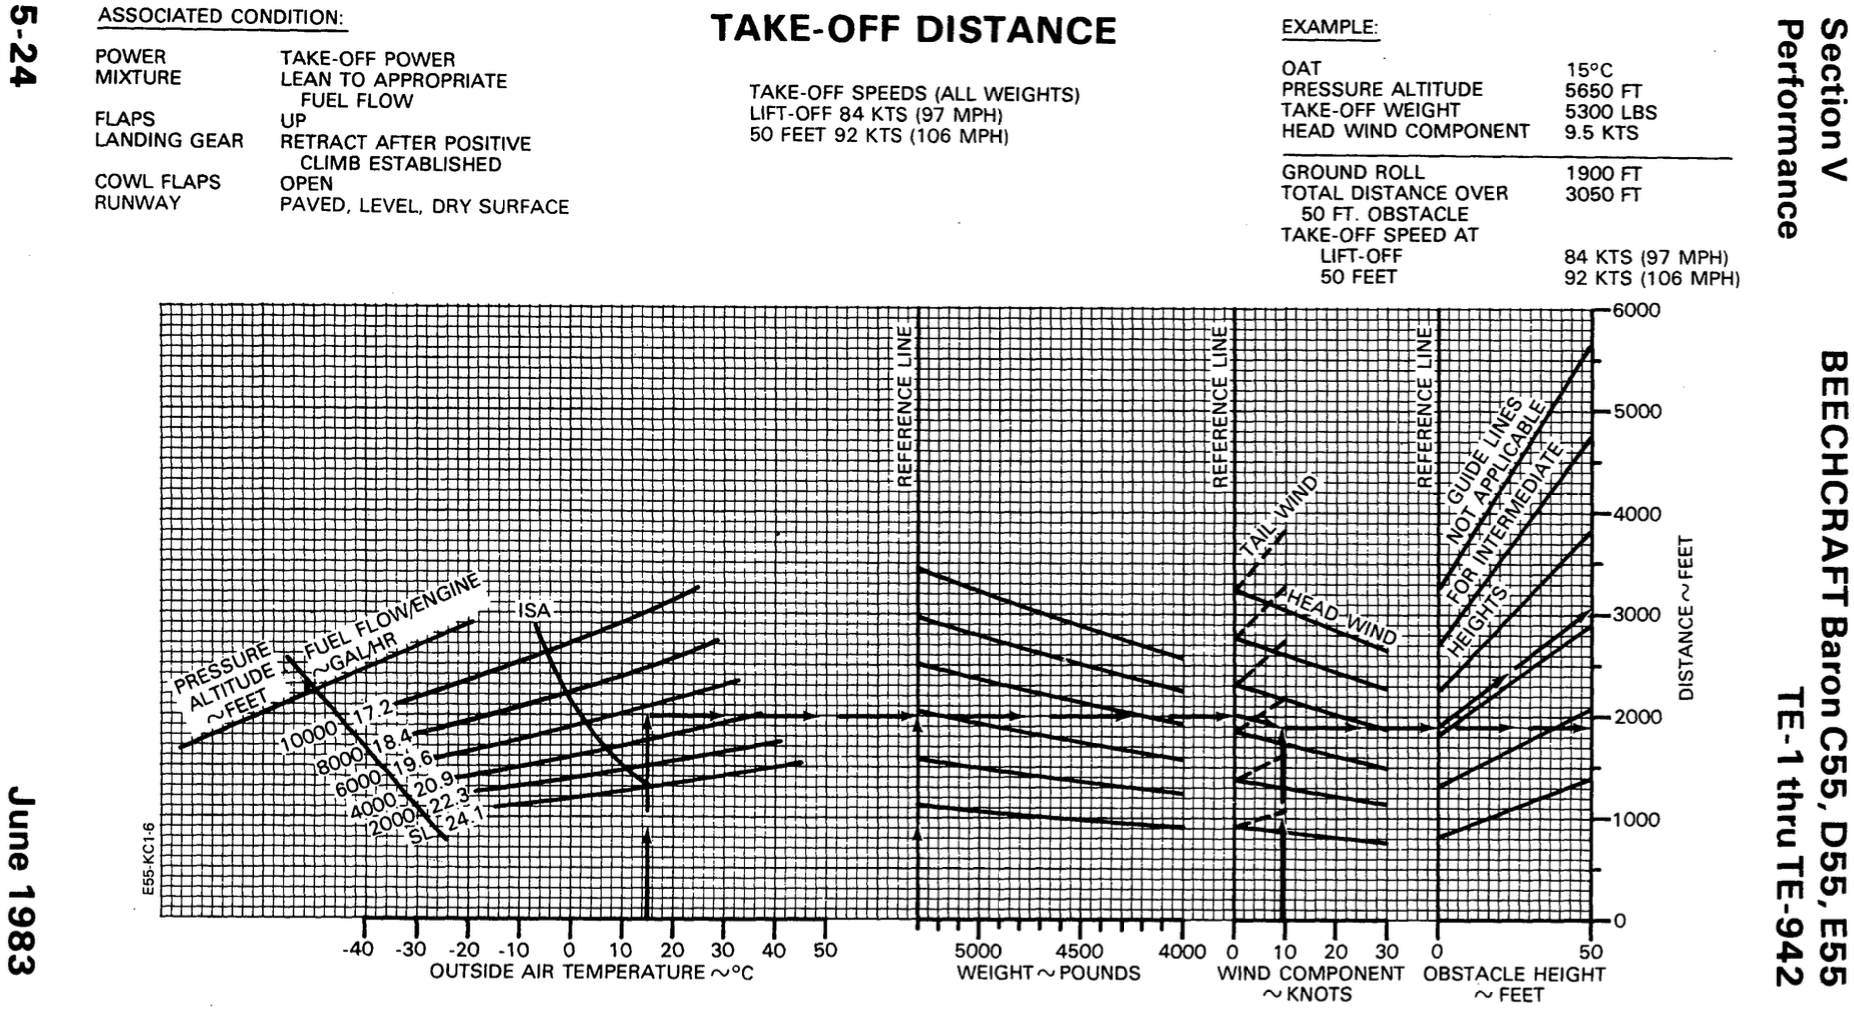 5-24
ASSOCIATED CONDITION:
POWER TAKE-OFF POWER
MIXTURE LEAN TO APPROPRIATE
FUEL FLOW
FLAPS UP
LANDING GEAR RETRACT AFTER POSITIVE
CLIMB ESTABLISHED
COWL FLAPS OPEN
RUNWAY PAVED, LEVEL, DRY SURFACE
TAKE-OFF DISTANCE
TAKE-OFF SPEEDS (ALL WEIGHTS)
LIFT-OFF 84 KTS (97 MPH)
50 FEET 92 KTS (106 MPH)
EXAMPLE:
OAT 15°C
PRESSURE ALTITUDE 5650 FT
TAKE-OFF WEIGHT 5300 LBS
HEAD WIND COMPONENT 9.5 KTS
GROUND ROLL 1900 FT
TOTAL DISTANCE OVER 3050 FT
50 FT. OBSTACLE
TAKE-OFF SPEED AT
LIFT-OFF 84 KTS (97 MPH)
50 FEET 92 KTS (106 MPH)
Section V
Performance
BEECHCRAFT Baron C55, D55, E55
TE-1 thru TE-942
June 1983
E55-KC1-6
PRESSURE
ALTITUDE
~FEET
FUEL FLOW/ENGINE
~GAL/HR
10000 17.2
8000 18.4
6000 19.6
4000 20.9
2000 22.3
SL 24.1
ISA
REFERENCE LINE
REFERENCE LINE
TAIL WIND
HEAD WIND
REFERENCE LINE
GUIDE LINES
NOT APPLICABLE
FOR INTERMEDIATE
HEIGHTS
6000
5000
4000
3000
2000
1000
0
DISTANCE~FEET
-40 -30 -20 -10 0 10 20 30 40 50
OUTSIDE AIR TEMPERATURE ~°C
5000 4500 4000
WEIGHT~POUNDS
0 10 20 30
WIND COMPONENT
~KNOTS
0 50
OBSTACLE HEIGHT
~FEET